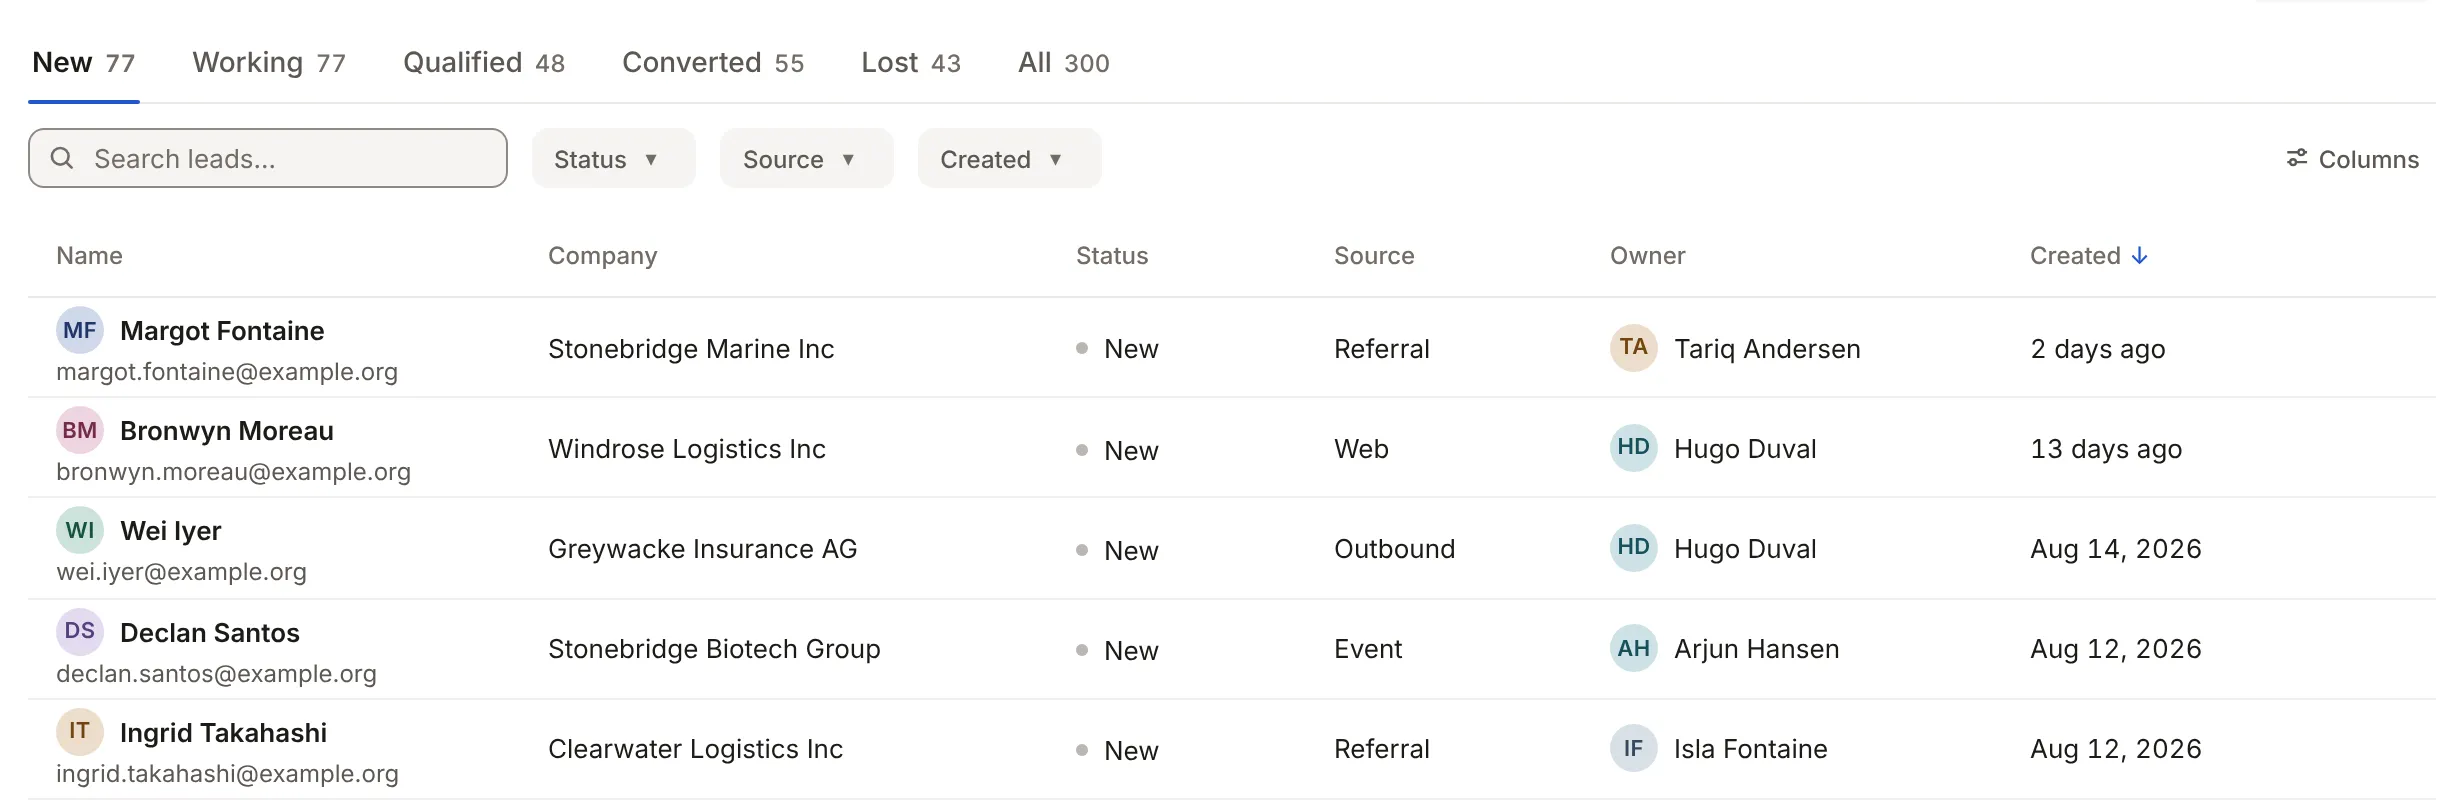 New 77 Working 77 Qualified 48 Converted 55 Lost 43 All 300
Search leads... Status ▼ Source ▼ Created ▼ Columns
Name Company Status Source Owner Created ↓
MF Margot Fontaine
margot.fontaine@example.org
Stonebridge Marine Inc New Referral TA Tariq Andersen 2 days ago
BM Bronwyn Moreau
bronwyn.moreau@example.org
Windrose Logistics Inc New Web HD Hugo Duval 13 days ago
WI Wei Iyer
wei.iyer@example.org
Greywacke Insurance AG New Outbound HD Hugo Duval Aug 14, 2026
DS Declan Santos
declan.santos@example.org
Stonebridge Biotech Group New Event AH Arjun Hansen Aug 12, 2026
IT Ingrid Takahashi
ingrid.takahashi@example.org
Clearwater Logistics Inc New Referral IF Isla Fontaine Aug 12, 2026